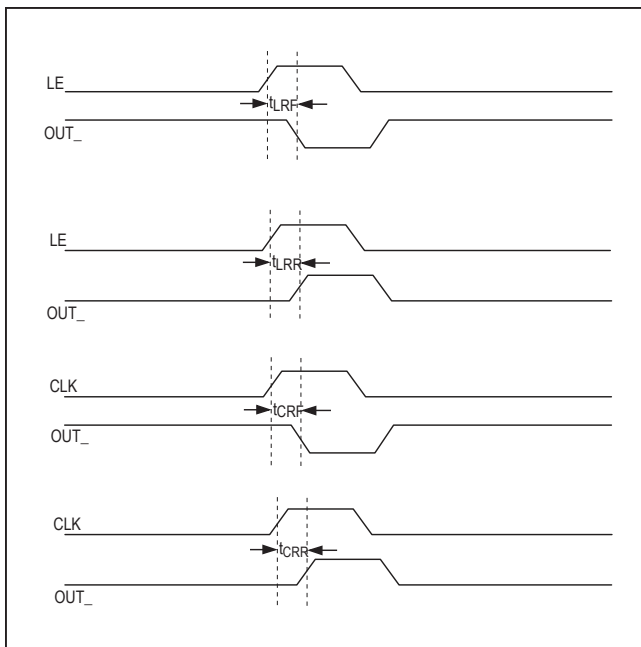 LE
tLRF
OUT_
LE
tLRR
OUT_
CLK
tCRF
OUT_
CLK
tCRR
OUT_